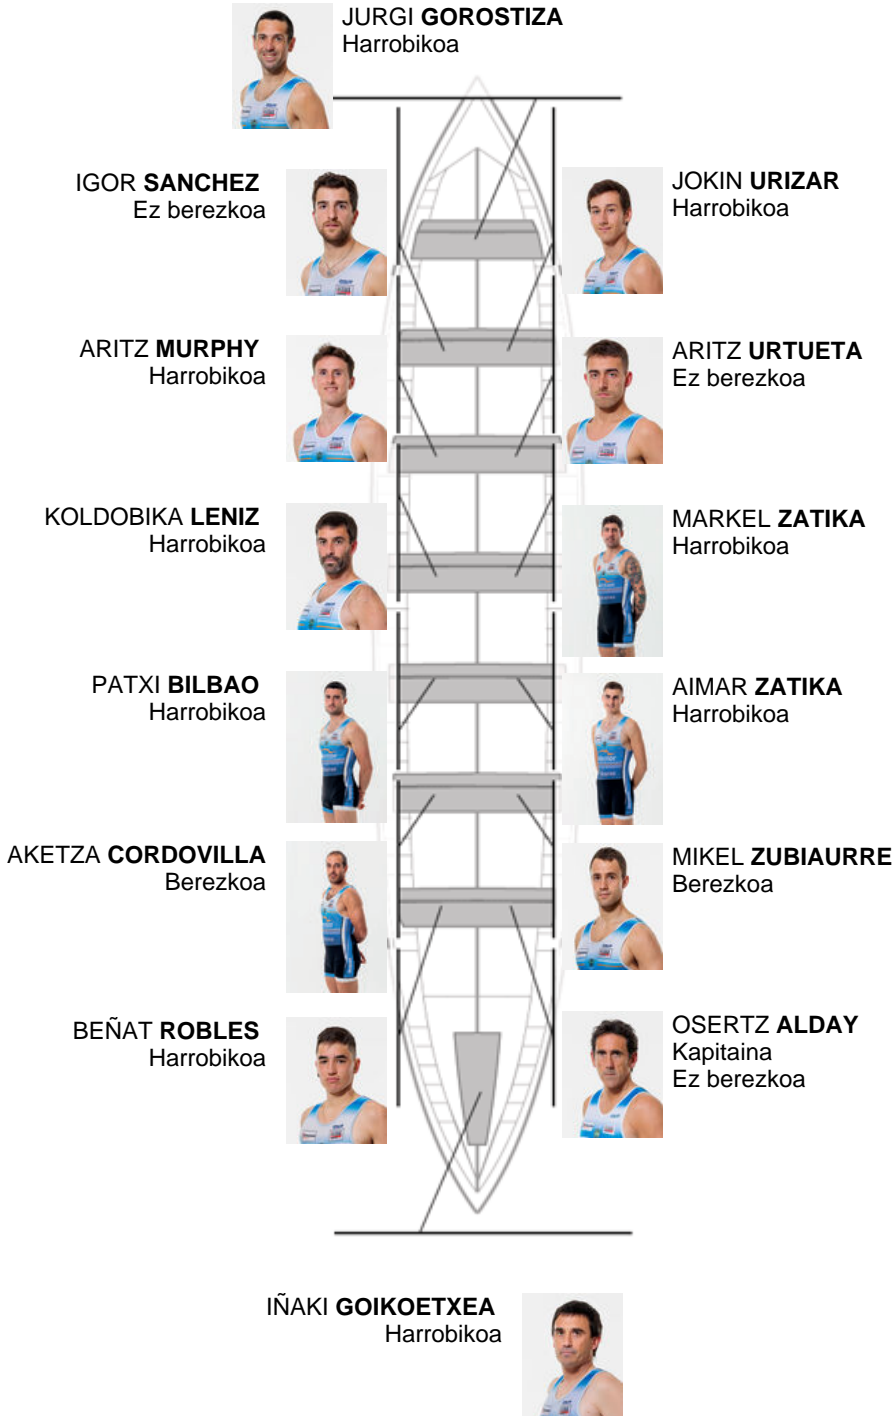 JURGI GOROSTIZA
Harrobikoa
IGOR SANCHEZ
Ez berezkoa
JOKIN URIZAR
Harrobikoa
ARITZ MURPHY
Harrobikoa
ARITZ URTUETA
Ez berezkoa
KOLDOBIKA LENIZ
Harrobikoa
MARKEL ZATIKA
Harrobikoa
PATXI BILBAO
Harrobikoa
AIMAR ZATIKA
Harrobikoa
AKETZA CORDOVILLA
Berezkoa
MIKEL ZUBIAURRE
Berezkoa
BEÑAT ROBLES
Harrobikoa
OSERTZ ALDAY
Kapitaina
Ez berezkoa
IÑAKI GOIKOETXEA
Harrobikoa